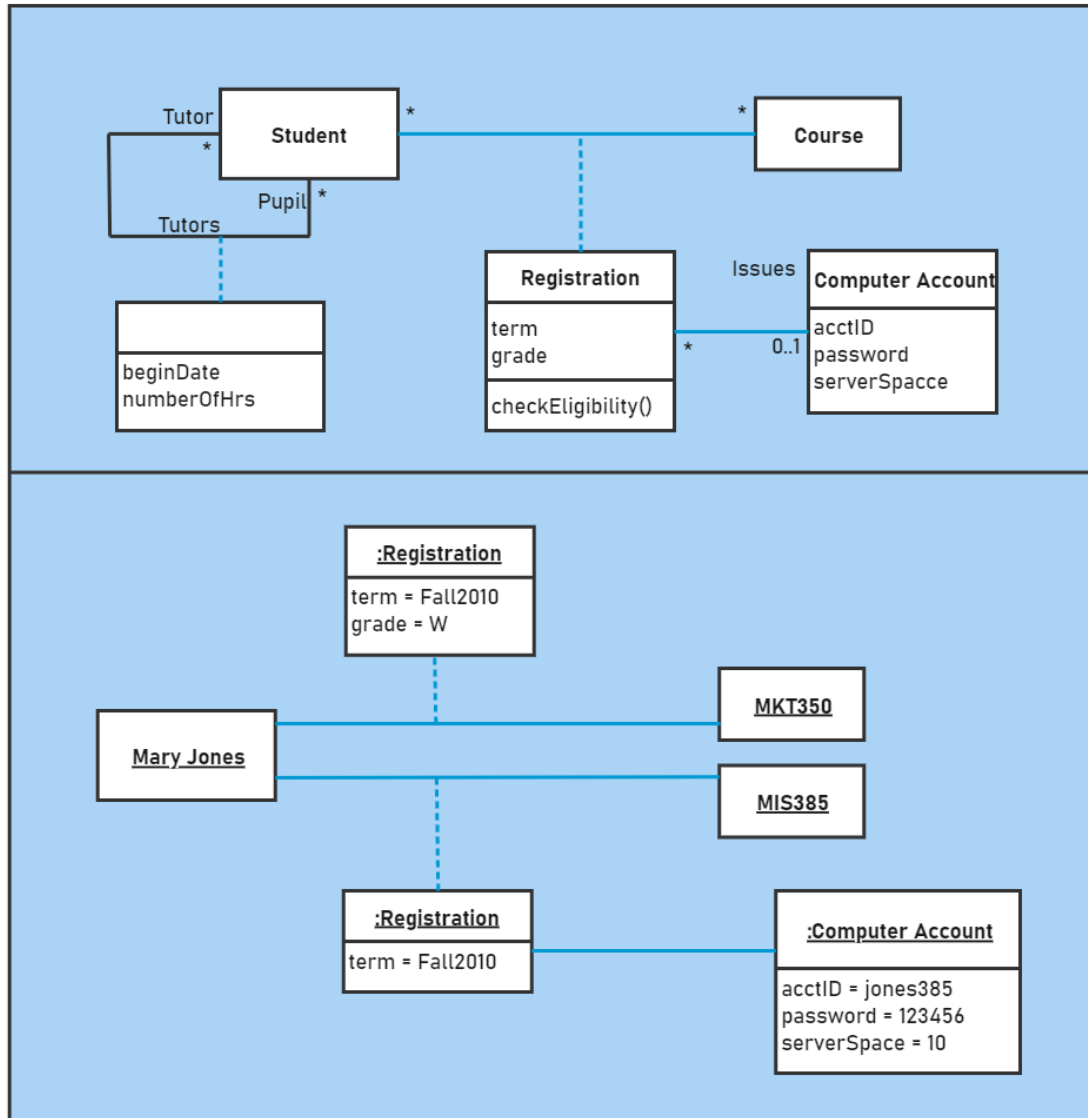 Tutor
*
Student
*
*
Course
Pupil
*
Tutors
beginDate
numberOfHrs
Registration
term
grade
checkEligibility()
Issues
*
0..1
Computer Account
acctID
password
serverSpacce
:Registration
term = Fall2010
grade = W
Mary Jones
MKT350
MIS385
:Registration
term = Fall2010
:Computer Account
acctID = jones385
password = 123456
serverSpace = 10